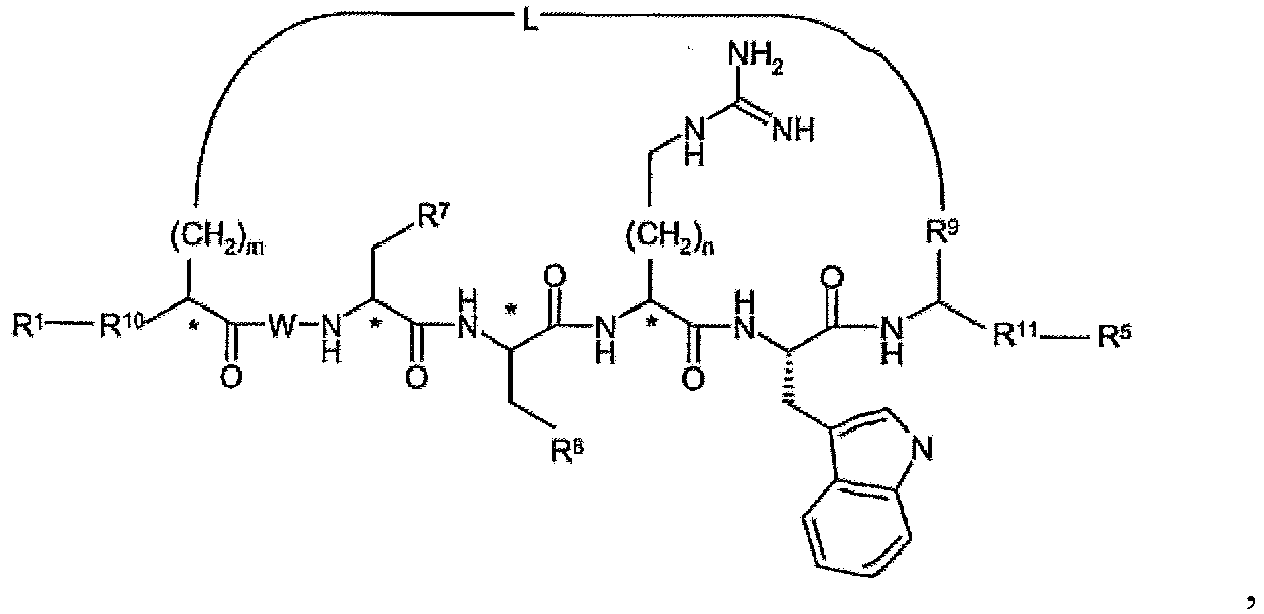 L
NH2
N
H
NH
(CH2)m
R7
(CH2)n
R9
O
H
N
O
H
N
O
R1
R10
*
W
N
H
*
*
N
H
*
N
H
R11
R5
O
O
O
R8
N
,